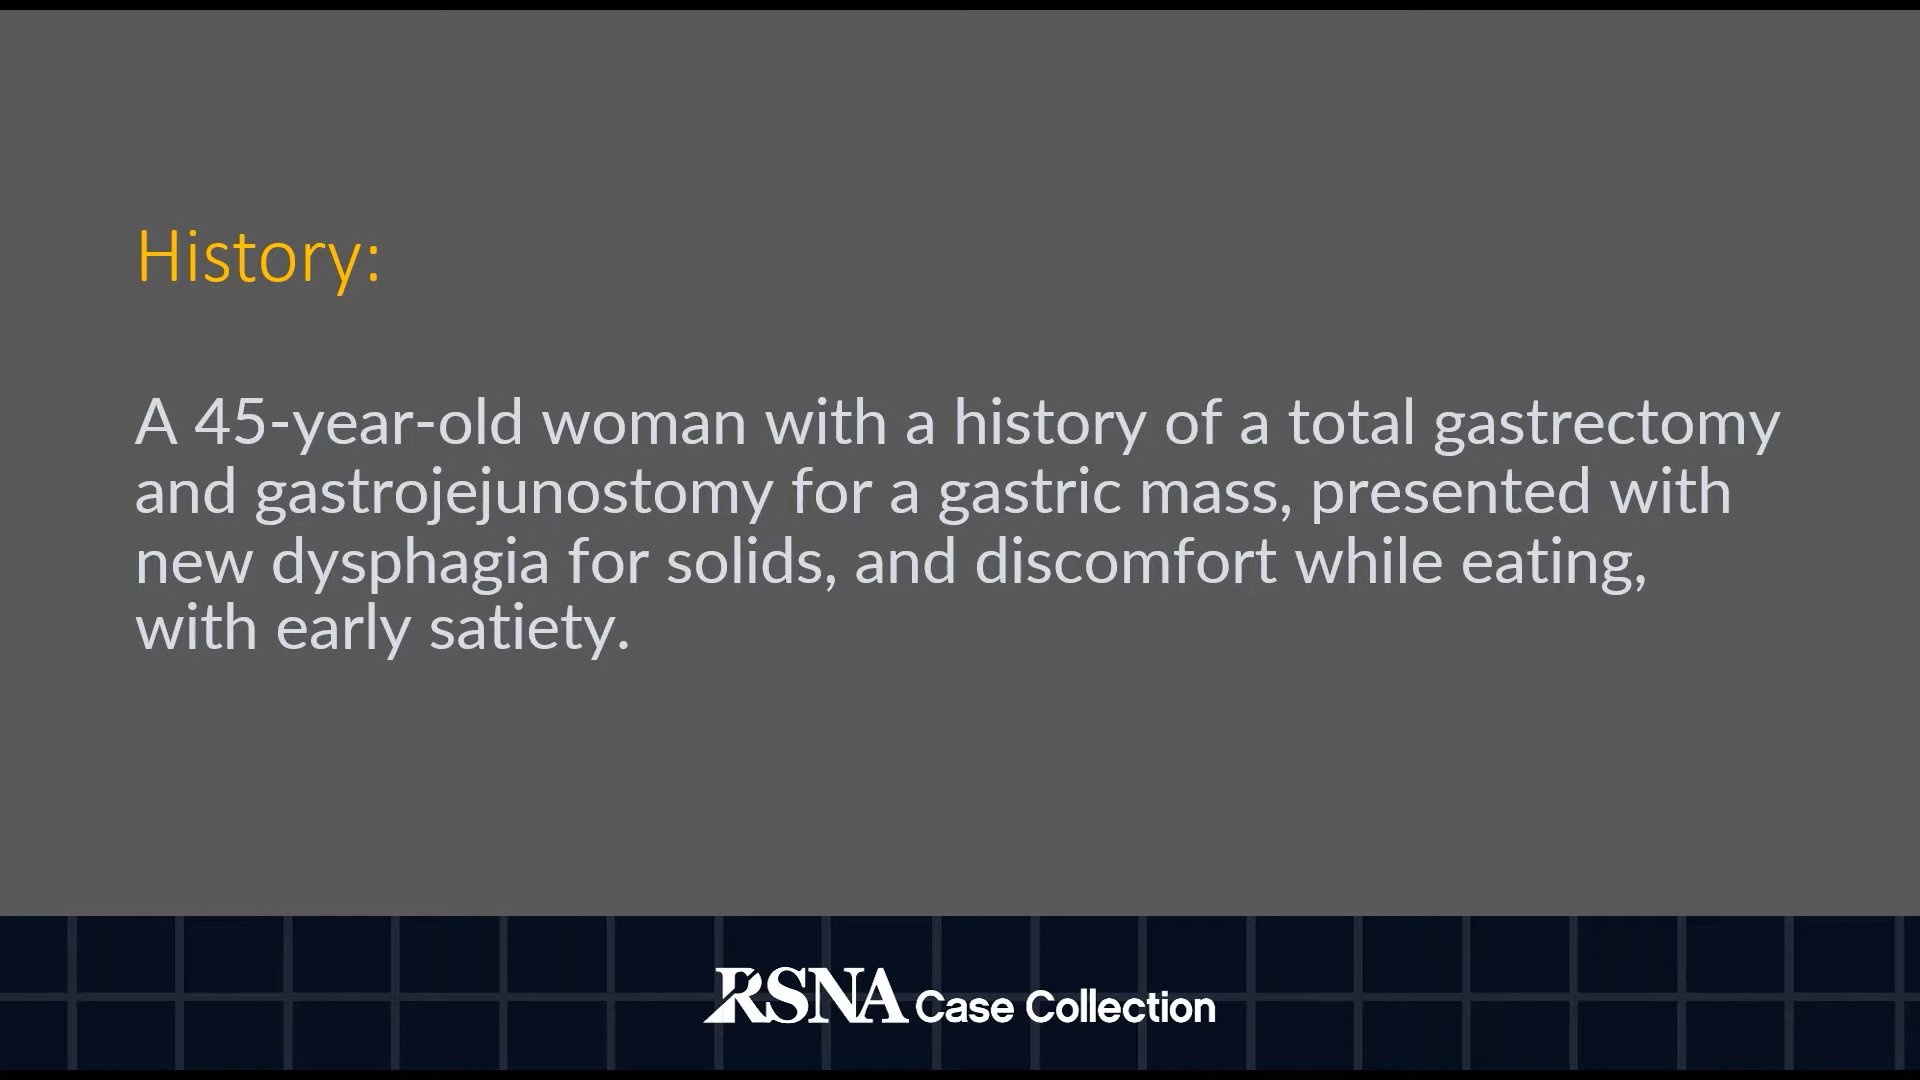 History:
A 45-year-old woman with a history of a total gastrectomy
and gastrojejunostomy for a gastric mass, presented with
new dysphagia for solids, and discomfort while eating,
with early satiety.
RSNA Case Collection